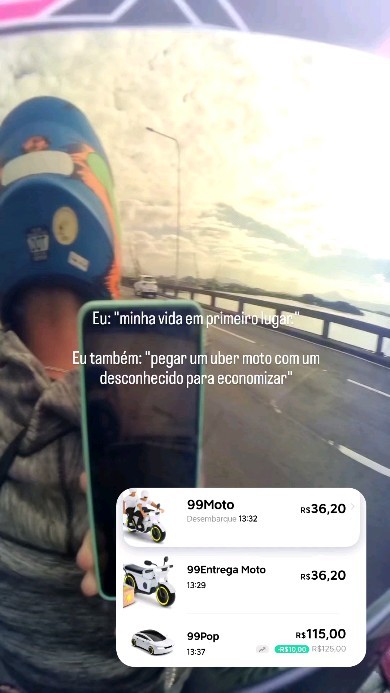 Eu: "minha vida em primeiro lugar"
Eu também: "pegar um uber moto com um
desconhecido para economizar"
99Moto
R$36,20
Desembarque 13:32
99Entrega Moto
R$36,20
13:29
99Pop
R$115,00
13:37
-R$10,00 R$125,00